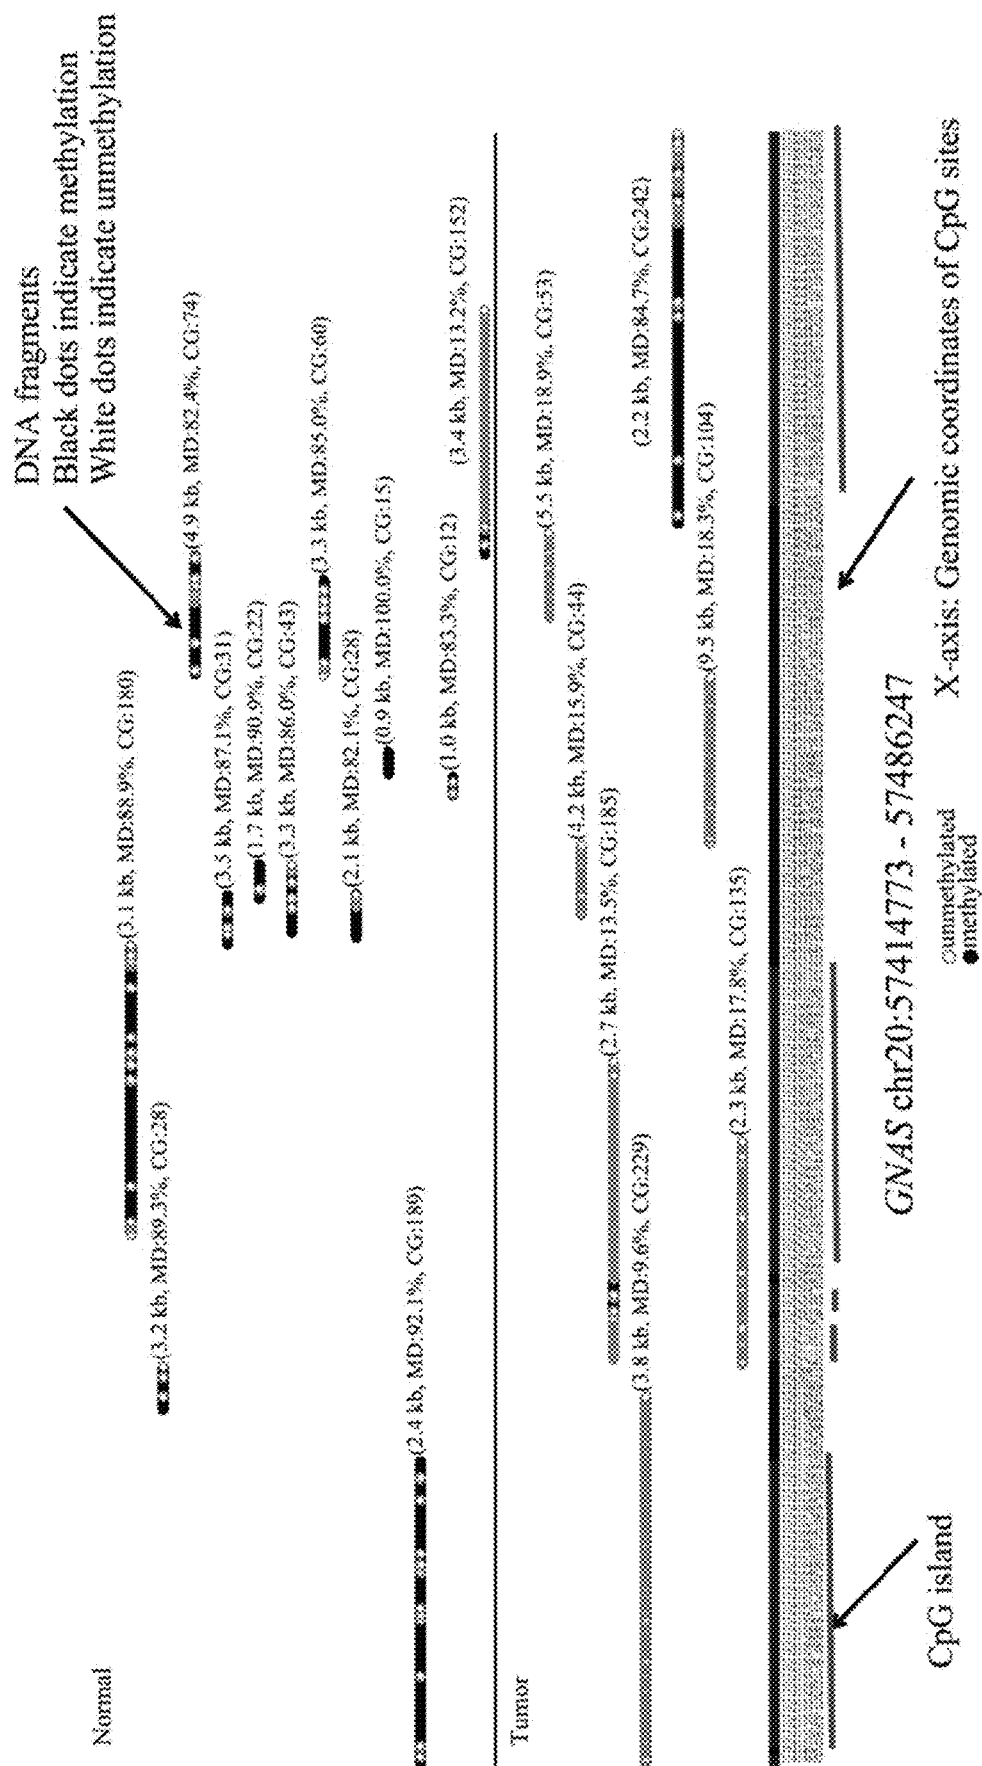 DNA fragments
Black dots indicate methylation
White dots indicate unmethylation
Normal
(3.1 kb, MD:88.9%, CG:180)
(3.2 kb, MD:89.3%, CG:28)
(4.9 kb, MD:82.4%, CG:74)
(3.5 kb, MD:87.1%, CG:31)
(1.7 kb, MD:90.9%, CG:22)
(3.3 kb, MD:86.0%, CG:43)
(3.3 kb, MD:85.0%, CG:60)
(2.1 kb, MD:82.1%, CG:28)
(0.9 kb, MD:100.0%, CG:15)
(2.4 kb, MD:92.1%, CG:189)
(1.0 kb, MD:83.3%, CG:12)
(3.4 kb, MD:13.2%, CG:152)
Tumor
(5.5 kb, MD:18.9%, CG:53)
(4.2 kb, MD:15.9%, CG:44)
(2.7 kb, MD:13.5%, CG:185)
(3.8 kb, MD:9.6%, CG:229)
(2.2 kb, MD:84.7%, CG:242)
(9.5 kb, MD:18.3%, CG:104)
(2.3 kb, MD:17.8%, CG:135)
GNAS chr20:57414773 - 57486247
CpG island
unmethylated
methylated
X-axis: Genomic coordinates of CpG sites